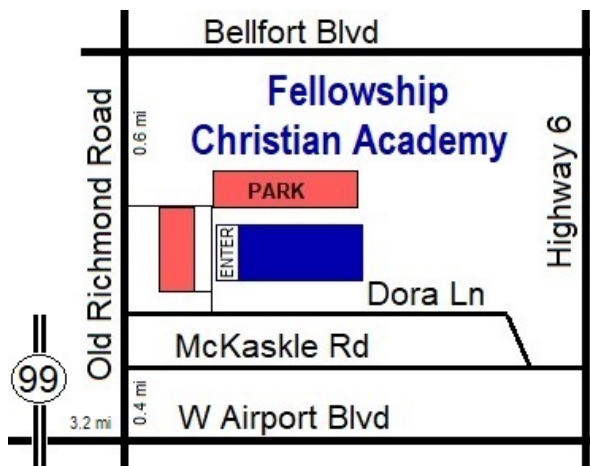 Bellfort Blvd
Fellowship
Christian Academy
Old Richmond Road
0.6 mi
Highway 6
PARK
ENTER
Dora Ln
McKaskle Rd
99
3.2 mi
0.4 mi
W Airport Blvd